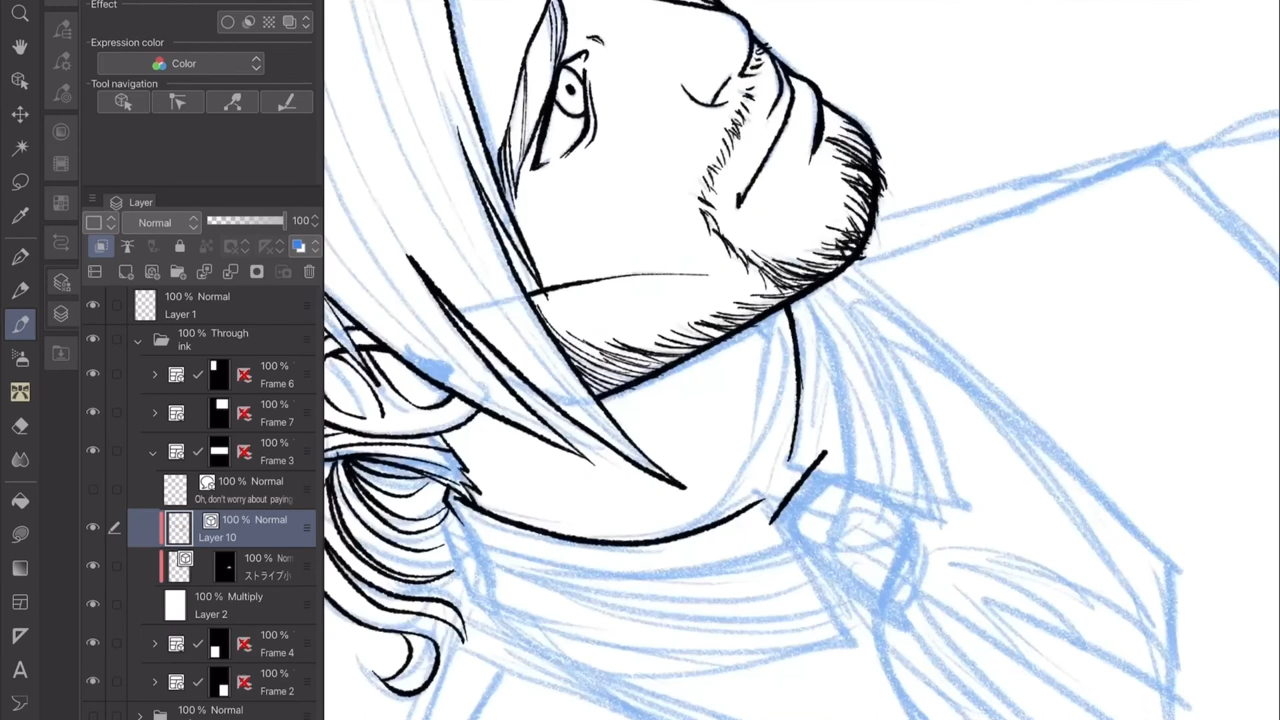 Effect
Expression color
Color
Tool navigation
Layer
Normal
100
100 % Normal
Layer 1
100 % Through
ink
100 %
Frame 6
100 %
Frame 7
100 %
Frame 3
100 % Normal
Oh, don't worry about paying
100 % Normal
Layer 10
100 % Nor
ストライプ小
100 % Multiply
Layer 2
100 %
Frame 4
100 %
Frame 2
100 % Normal
A